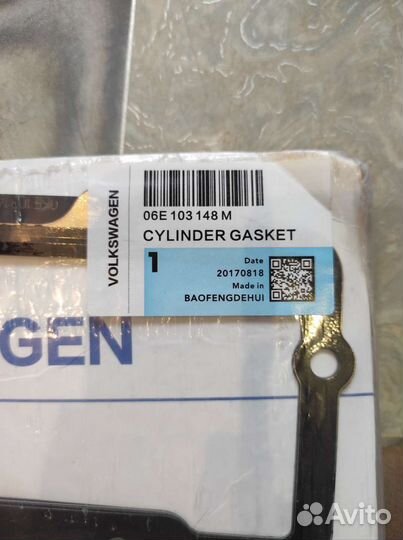 VOLKSWAGEN
06E 103 148 M
CYLINDER GASKET
1
Date
20170818
Made in
BAOFENGDEHUI
GEN
Avito